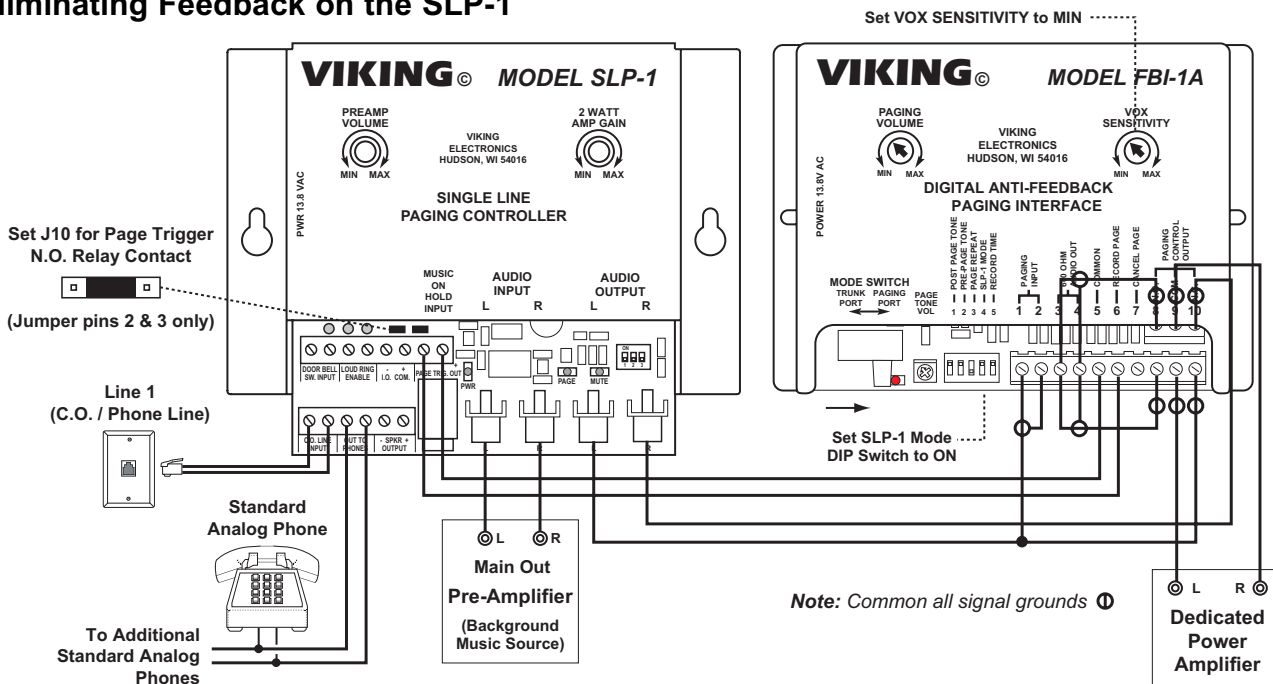 liminating Feedback on the SLP-1
Set VOX SENSITIVITY to MIN
VIKING© MODEL SLP-1
PREAMP
VOLUME
MIN MAX
VIKING
ELECTRONICS
HUDSON, WI 54016
2 WATT
AMP GAIN
MIN MAX
PWR 13.8 VAC
SINGLE LINE
PAGING CONTROLLER
MUSIC
ON
HOLD
INPUT
AUDIO
INPUT
L R
AUDIO
OUTPUT
L R
DOOR BELL
SW. INPUT
LOUD RING
ENABLE
- +
I.O. COM.
PAGE TRIG. OUT
+
PWR
PAGE
MUTE
ON
1 2 3
C.O. LINE
INPUT
OUT TO
PHONES
- SPKR +
OUTPUT
L R L R
Set J10 for Page Trigger
N.O. Relay Contact
(Jumper pins 2 & 3 only)
Line 1
(C.O. / Phone Line)
Standard
Analog Phone
To Additional
Standard Analog
Phones
L R
Main Out
Pre-Amplifier
(Background
Music Source)
VIKING© MODEL FBI-1A
PAGING
VOLUME
MIN MAX
VIKING
ELECTRONICS
HUDSON, WI 54016
VOX
SENSITIVITY
MIN MAX
POWER 13.8V AC
DIGITAL ANTI-FEEDBACK
PAGING INTERFACE
MODE SWITCH
TRUNK PORT
PAGING PORT
PAGE
TONE
VOL
POST PAGE TONE
PRE-PAGE TONE
PAGE REPEAT
SLP-1 MODE
RECORD TIME
1 2 3 4 5
PAGING
INPUT
600 OHM
AUDIO OUT
COMMON
RECORD PAGE
CANCEL PAGE
PAGING
CONTROL
OUTPUT
1 2 3 4 5 6 7 8 9 10
Set SLP-1 Mode
DIP Switch to ON
Note: Common all signal grounds
L R
Dedicated
Power
Amplifier